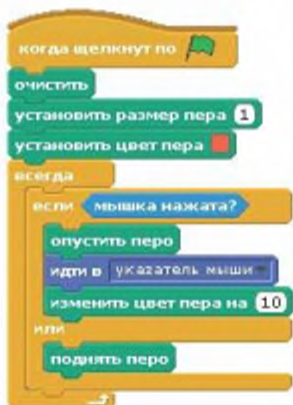 когда щелкнут по
очистить
установить размер пера 1
установить цвет пера
всегда
если мышка нажата?
опустить перо
идти в указатель мыши
изменить цвет пера на 10
или
поднять перо